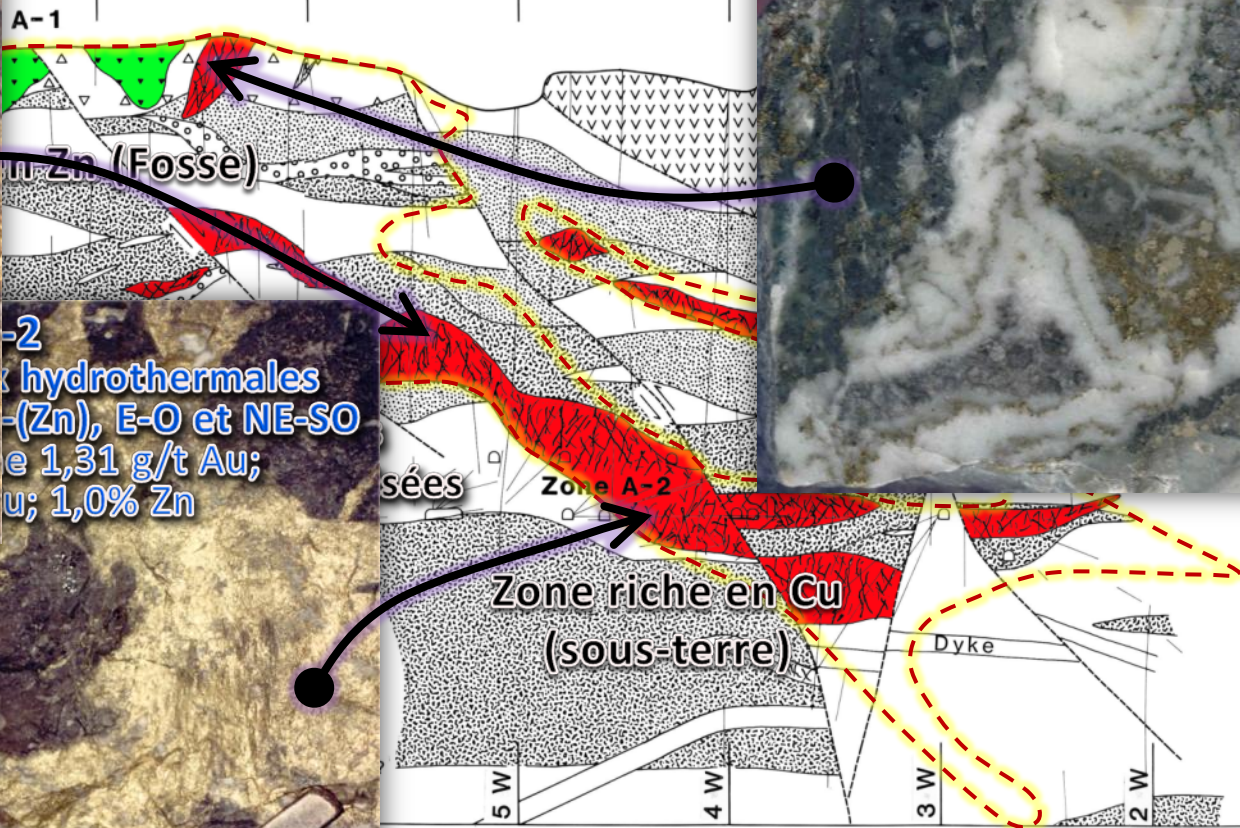 A-1
n Zn (Fosse)
-2
hydrothermales
-(Zn), E-O et NE-SO
e 1,31 g/t Au;
u; 1,0% Zn
sées
Zone A-2
Zone riche en Cu
(sous-terre)
Dyke
5 W
4 W
3 W
2 W